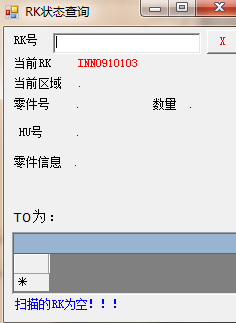 RK状态查询
RK号 X
当前RK INN0910103
当前区域 .
零件号 . 数量 .
HU号 .
零件信息 .
TO为：
*
扫描的RK为空！！！